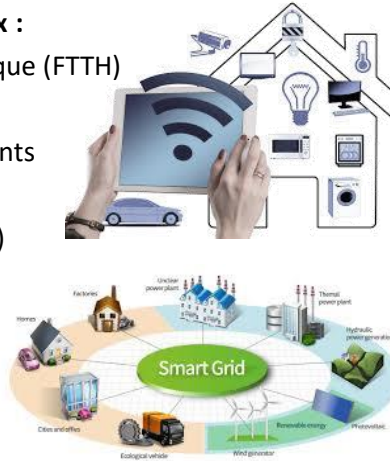 x :
que (FTTH)
nts
)
Unclear
power plant
Factories
Thermal
power plant
Homes
Hydraulic
power generation
Smart Grid
Cities and offices
Photovoltaic
Renewable energy
Ecological vehicle
Wind generator